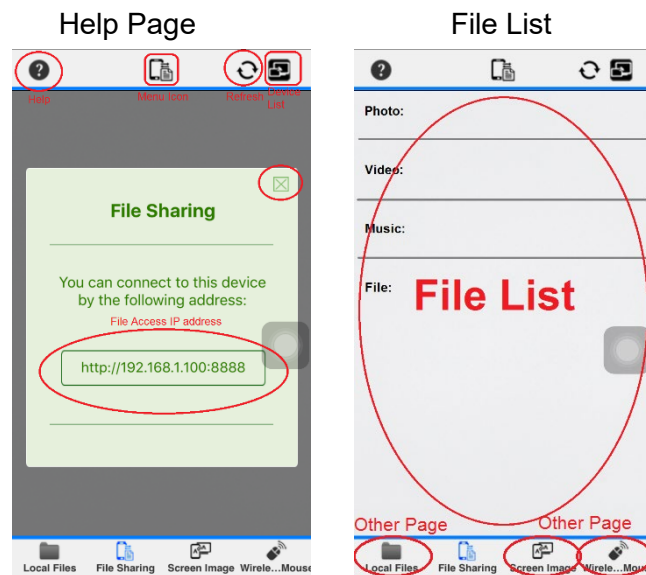 Help Page
File List
?
?
Help
Menu Icon
Refresh
Device
List
File Sharing
You can connect to this device
by the following address:
File Access IP address
http://192.168.1.100:8888
Photo:
Video:
Music:
File:
File List
Other Page
Other Page
Local Files
File Sharing
Screen Image
Wirele...Mouse
Local Files
File Sharing
Screen Image
Wirele...Mous